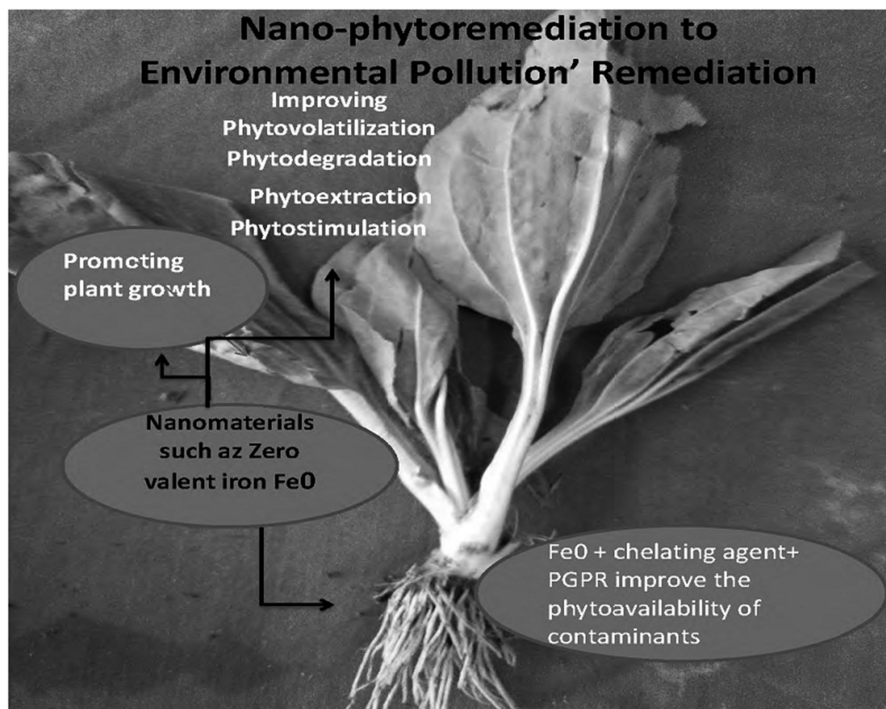 Nano-phytoremediation to
Environmental Pollution’ Remediation
Improving
Phytovolatilization
Phytodegradation
Phytoextraction
Phytostimulation
Promoting
plant growth
Nanomaterials
such az Zero
valent iron Fe0
Fe0 + chelating agent+
PGPR improve the
phytoavailability of
contaminants